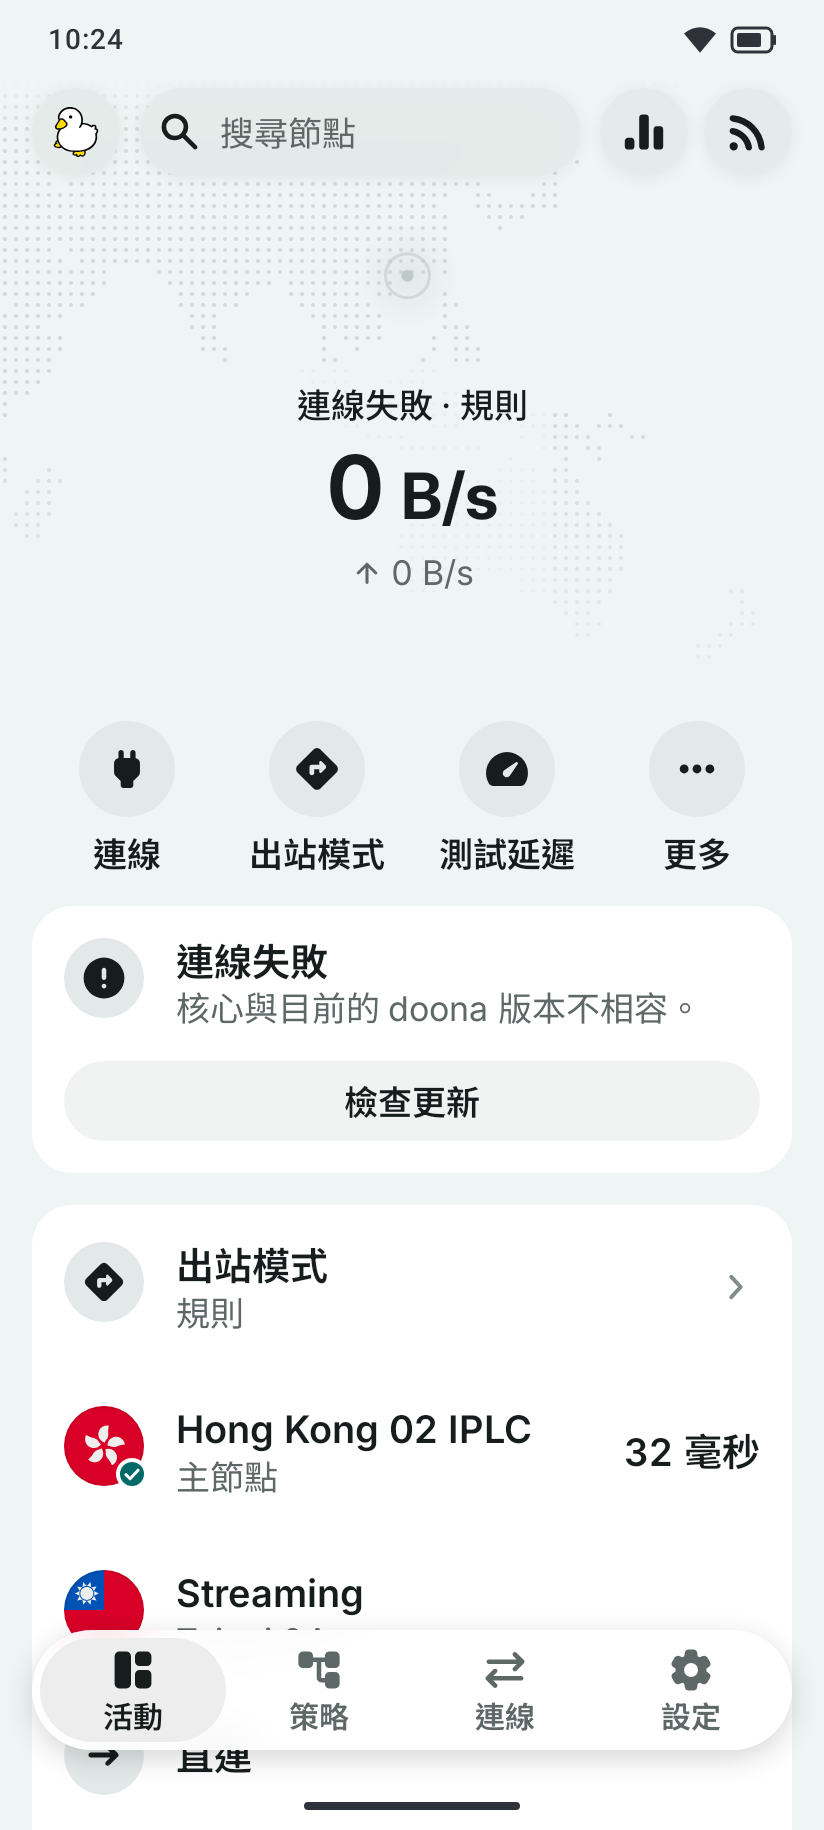 10:24
搜尋節點
連線失敗 · 規則
0 B/s
↑ 0 B/s
連線
出站模式
測試延遲
更多
連線失敗
核心與目前的 doona 版本不相容。
檢查更新
出站模式
規則
Hong Kong 02 IPLC
主節點
32 毫秒
Streaming
活動
策略
連線
設定
直連